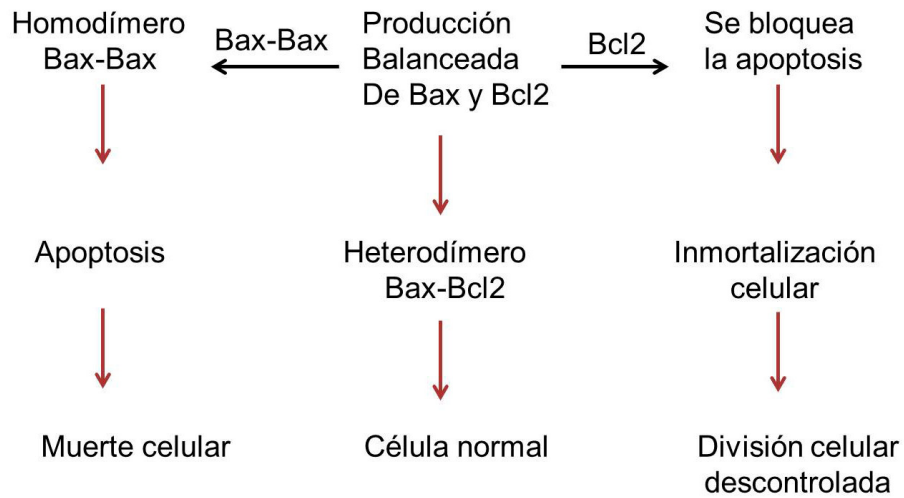 Homodímero
Bax-Bax
Bax-Bax
Producción
Balanceada
De Bax y Bcl2
Bcl2
Se bloquea
la apoptosis
Apoptosis
Heterodímero
Bax-Bcl2
Inmortalización
celular
Muerte celular
Célula normal
División celular
descontrolada